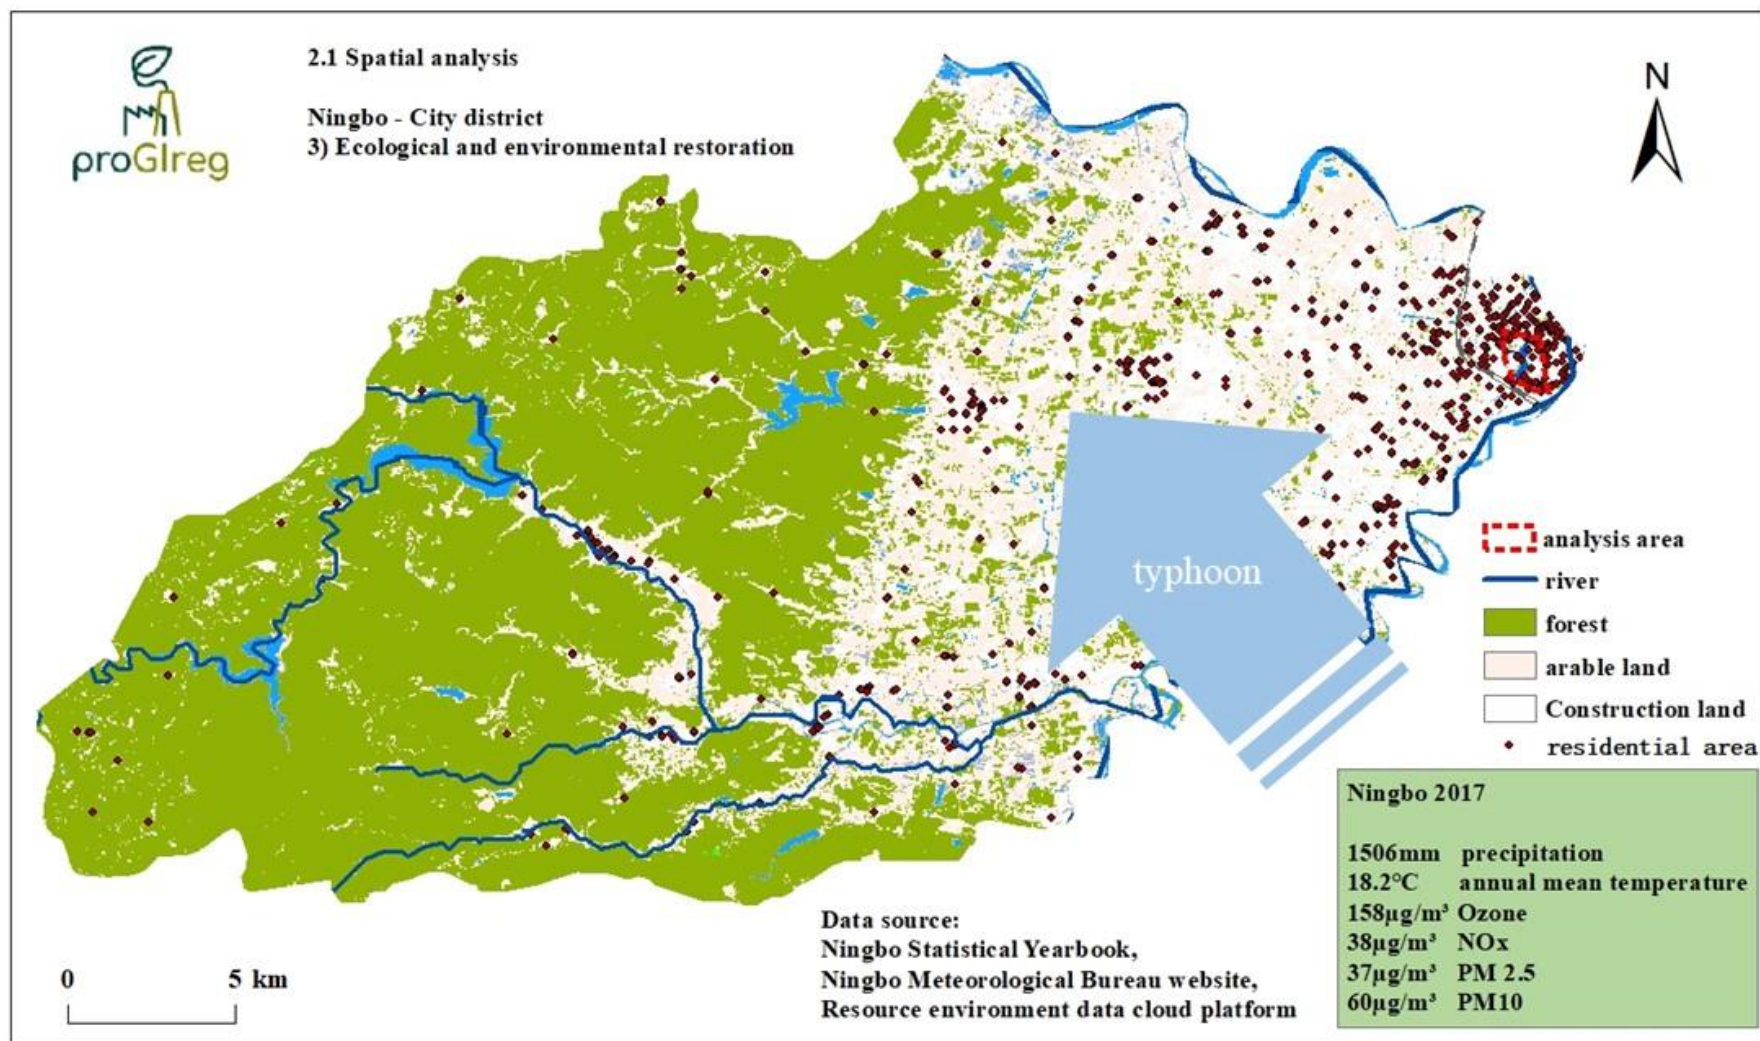 proGIreg
2.1 Spatial analysis
Ningbo - City district
3) Ecological and environmental restoration
N
typhoon
analysis area
river
forest
arable land
Construction land
residential area
Ningbo 2017
1506mm precipitation
18.2°C annual mean temperature
158µg/m³ Ozone
38µg/m³ NOx
37µg/m³ PM 2.5
60µg/m³ PM10
Data source:
Ningbo Statistical Yearbook,
Ningbo Meteorological Bureau website,
Resource environment data cloud platform
0 5 km